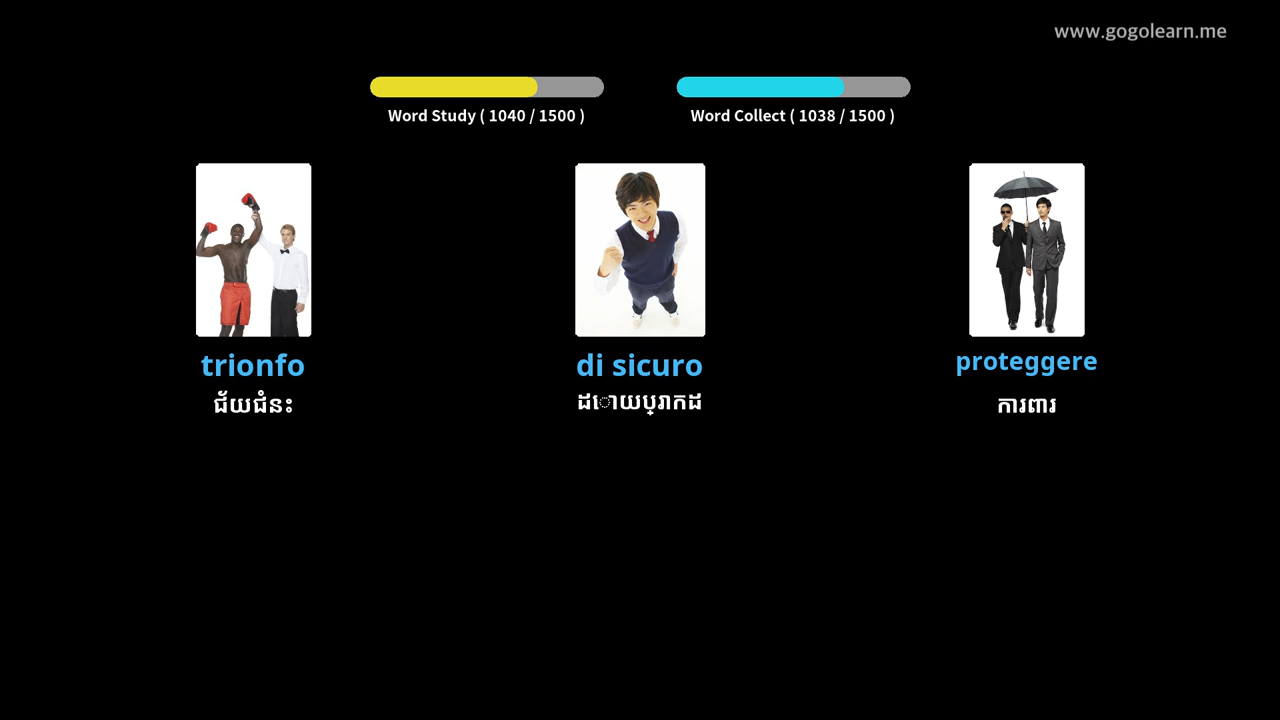 www.gogolearn.me
Word Study ( 1040 / 1500 )
Word Collect ( 1038 / 1500 )
trionfo
di sicuro
proteggere
ជ័យជំនះ
ដោយប្រាកដ
ការពារ